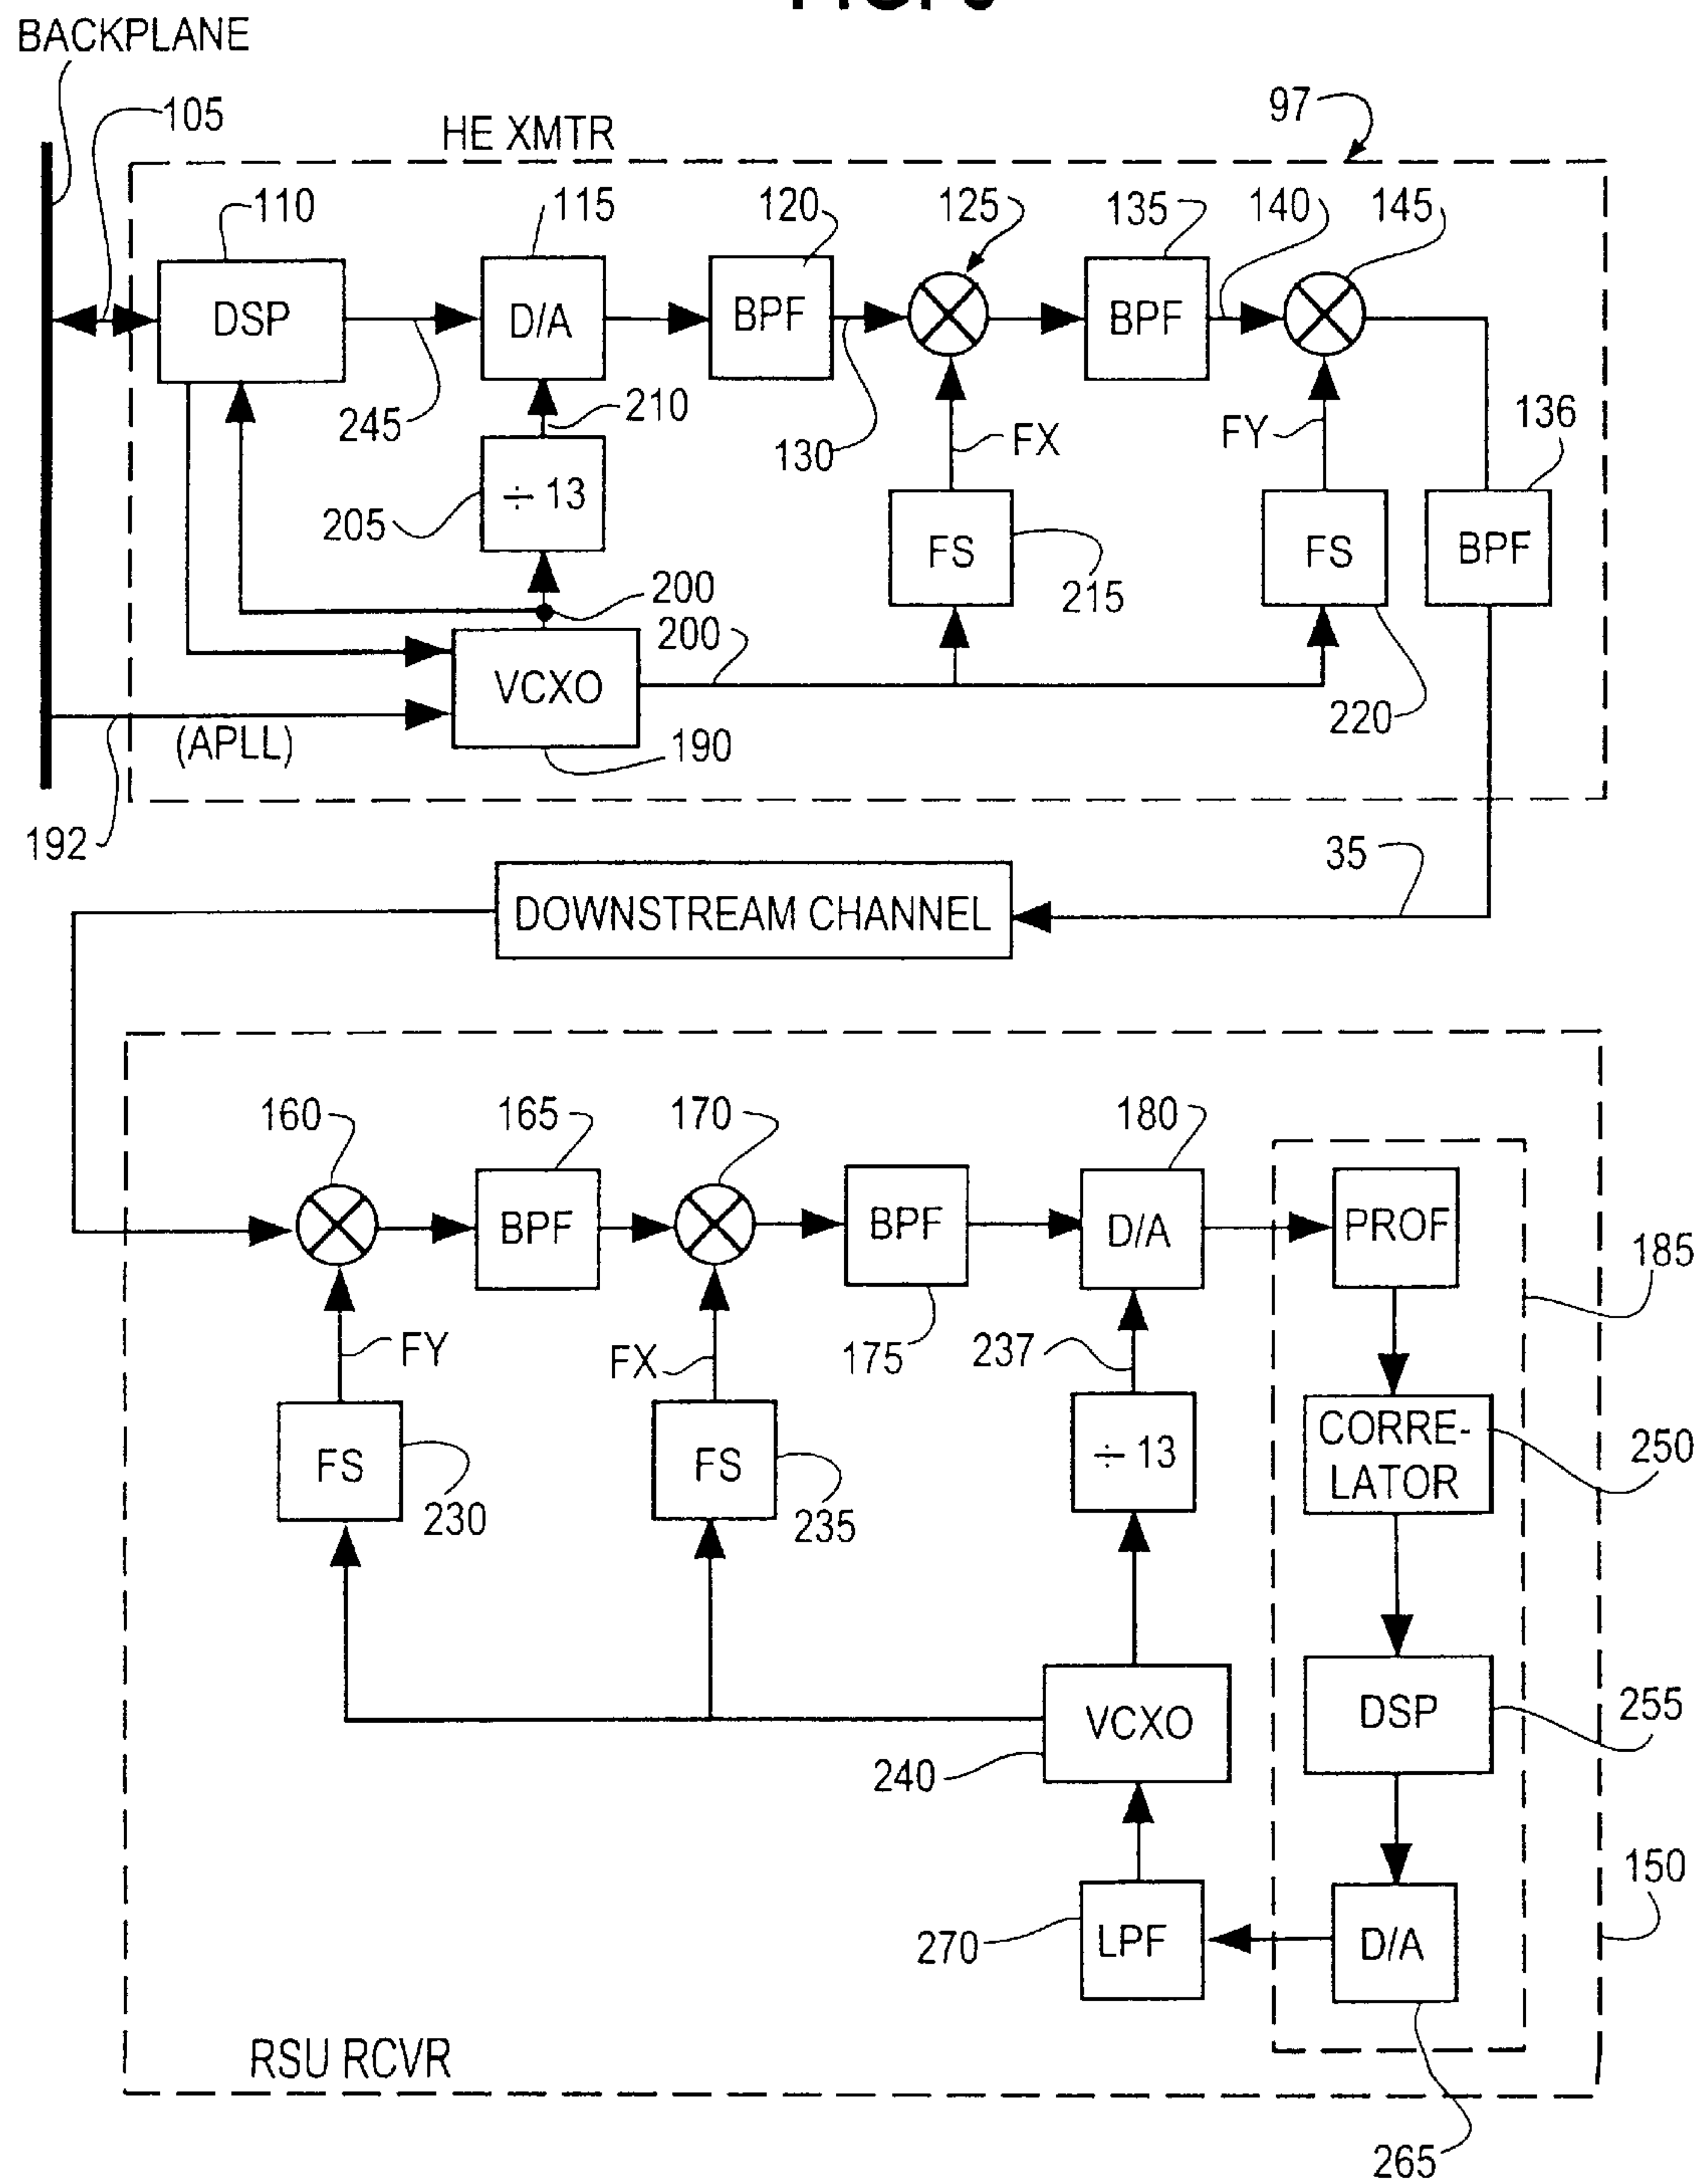 BACKPLANE
105
HE XMTR
97
110
115
120
125
135
140
145
DSP
D/A
BPF
BPF
245
210
130
FX
FY
136
205
÷ 13
FS
215
FS
BPF
200
200
VCXO
220
(APLL)
190
192
35
DOWNSTREAM CHANNEL
160
165
170
180
BPF
BPF
D/A
PROF
185
FY
FX
175
237
FS
230
FS
235
÷ 13
CORRE-
LATOR
250
VCXO
DSP
255
240
150
270
LPF
D/A
RSU RCVR
265